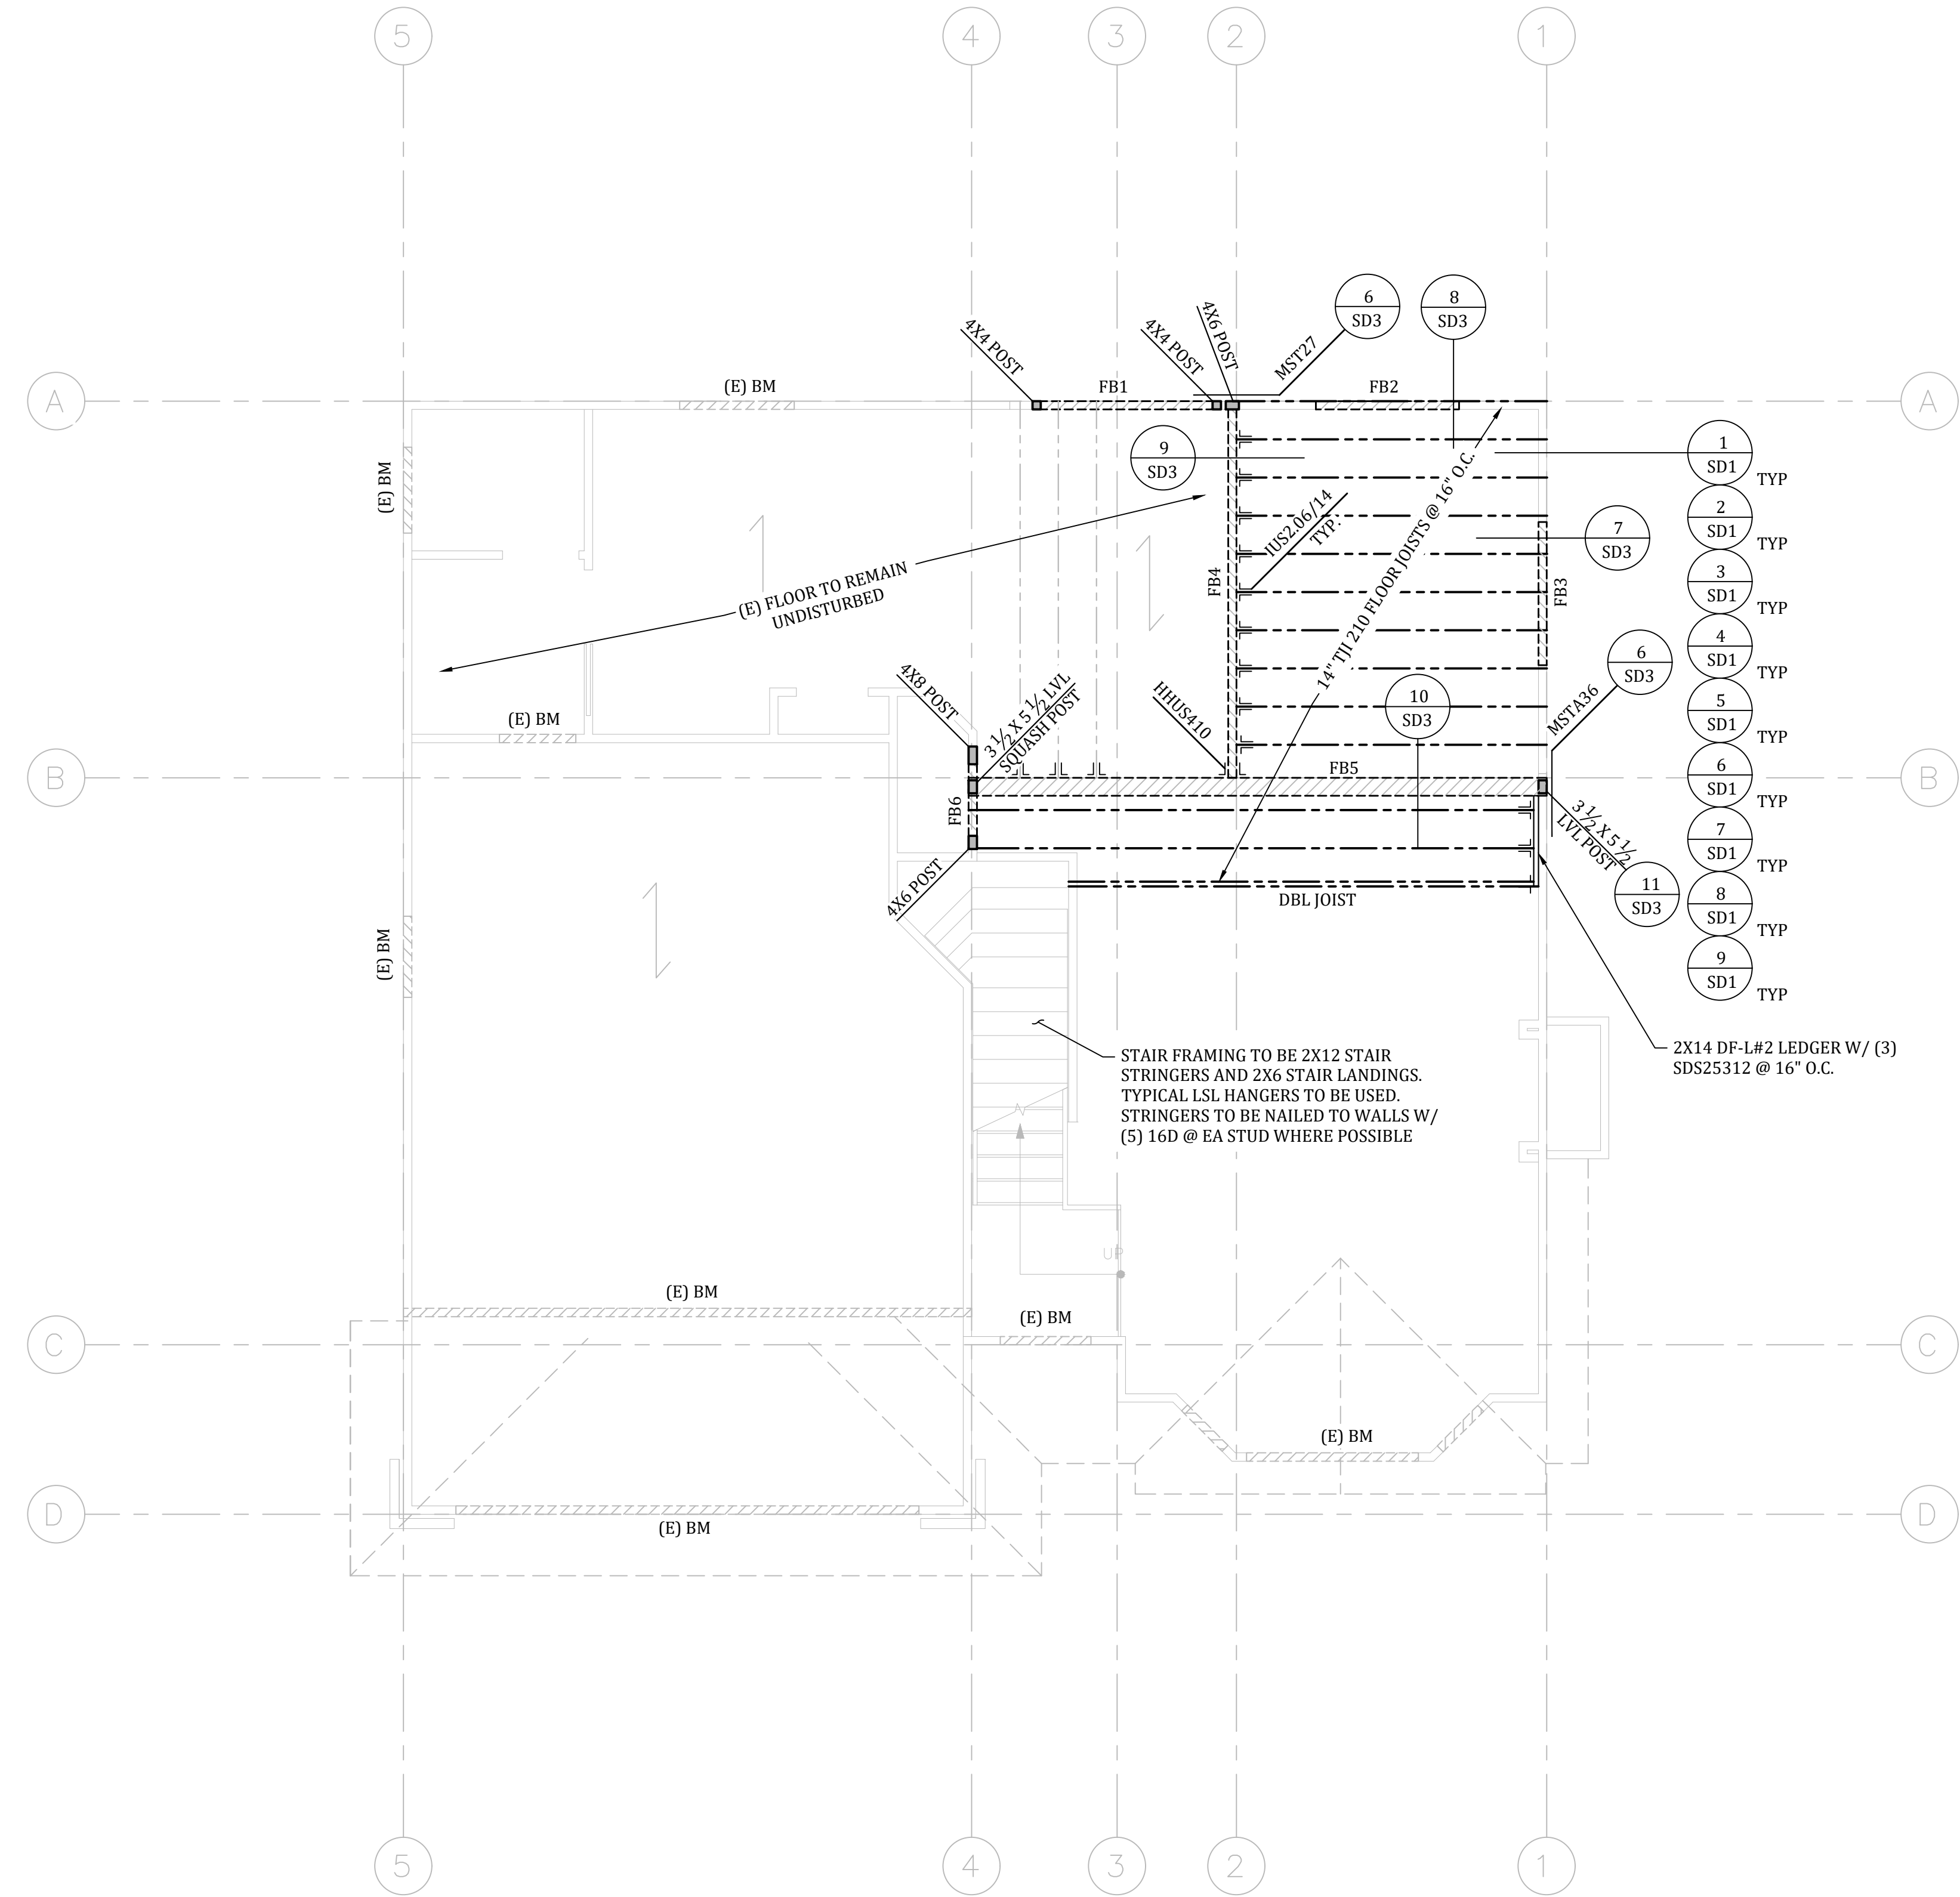 5
4
3
2
1
6
SD3
8
SD3
4X4 POST
4X4 POST
4X6 POST
MST27
(E) BM
FB1
FB2
A
A
1
SD1
TYP
9
SD3
(E) BM
2
SD1
TYP
IUS2.06/14
TYP.
14" TJI 210 FLOOR JOISTS @ 16" O.C.
7
SD3
3
SD1
TYP
(E) FLOOR TO REMAIN
UNDISTURBED
FB4
FB3
4
SD1
TYP
6
SD3
4X8 POST
3 1/2 X 5 1/2 LVL
SQUASH POST
HHUS410
10
SD3
MSTA36
5
SD1
TYP
(E) BM
B
FB5
B
6
SD1
TYP
FB6
3 1/2 X 5 1/2
LVL POST
7
SD1
TYP
4X6 POST
DBL JOIST
11
SD3
8
SD1
TYP
(E) BM
9
SD1
TYP
STAIR FRAMING TO BE 2X12 STAIR
STRINGERS AND 2X6 STAIR LANDINGS.
TYPICAL LSL HANGERS TO BE USED.
STRINGERS TO BE NAILED TO WALLS W/
(5) 16D @ EA STUD WHERE POSSIBLE
2X14 DF-L#2 LEDGER W/ (3)
SDS25312 @ 16" O.C.
UP
(E) BM
(E) BM
C
C
(E) BM
D
D
(E) BM
5
4
3
2
1